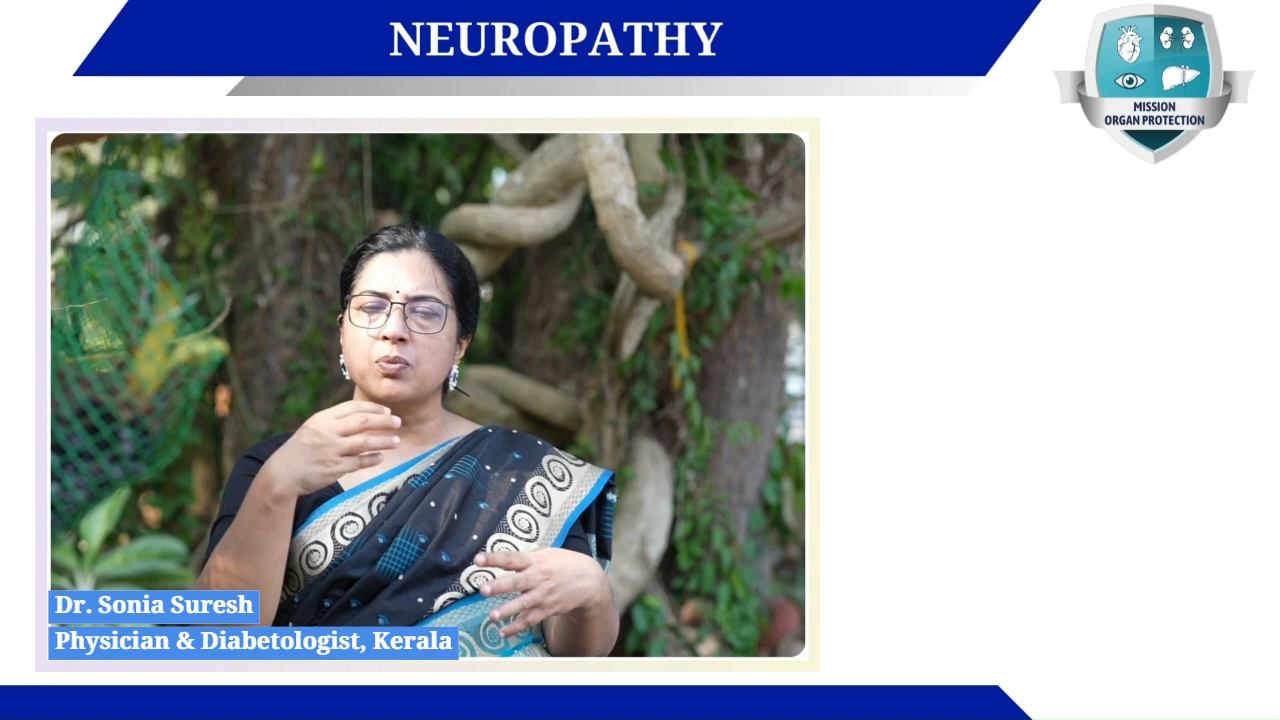 NEUROPATHY
MISSION
ORGAN PROTECTION
Dr. Sonia Suresh
Physician & Diabetologist, Kerala